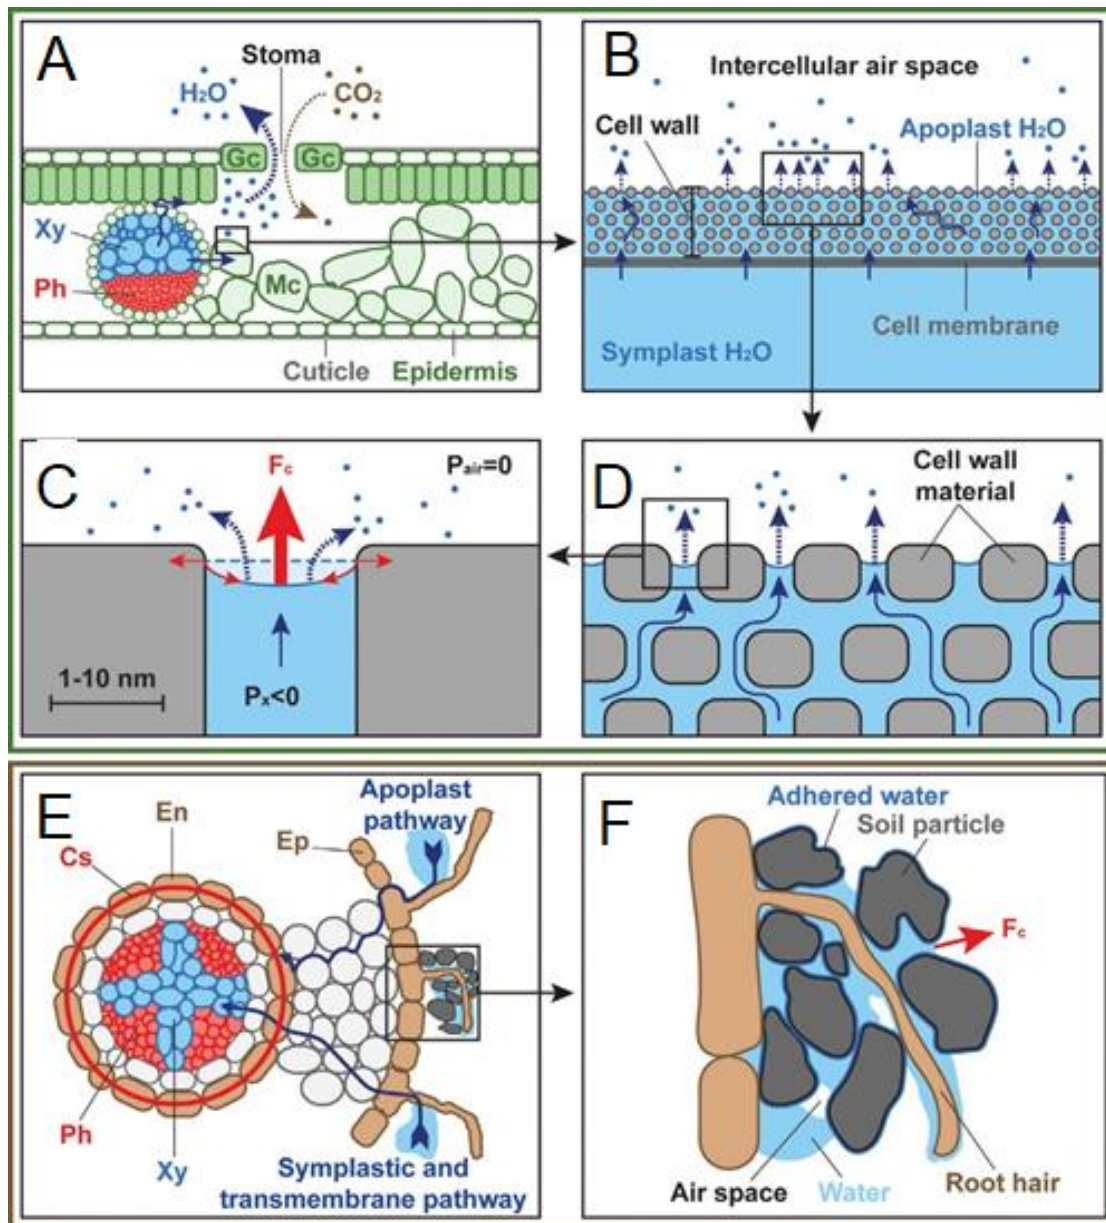 A
Stoma
H₂O
CO₂
Gc
Gc
Xy
Ph
Mc
Cuticle
Epidermis
B
Intercellular air space
Cell wall
Apoplast H₂O
Cell membrane
Symplast H₂O
C
Fc
Pair=0
1-10 nm
Px<0
D
Cell wall
material
E
En
Cs
Ep
Apoplast
pathway
Ph
Xy
Symplastic and
transmembrane pathway
F
Adhered water
Soil particle
Fc
Air space
Water
Root hair